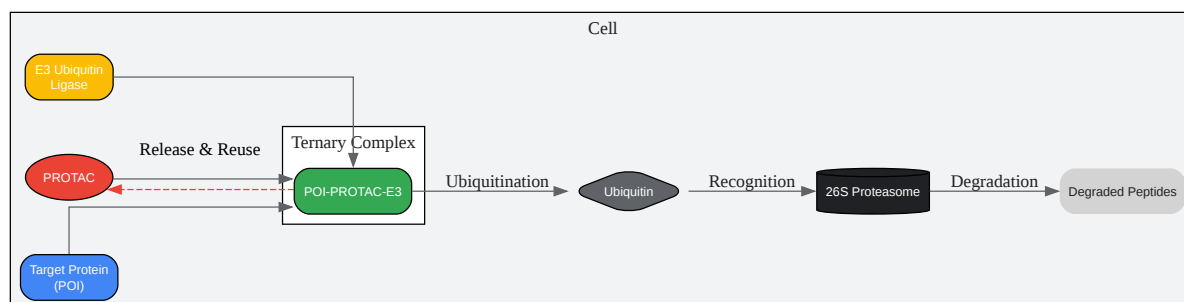 Cell
E3 Ubiquitin
Ligase
Ternary Complex
Release & Reuse
PROTAC
POI-PROTAC-E3
Ubiquitination
Ubiquitin
Recognition
26S Proteasome
Degradation
Degraded Peptides
Target Protein
(POI)